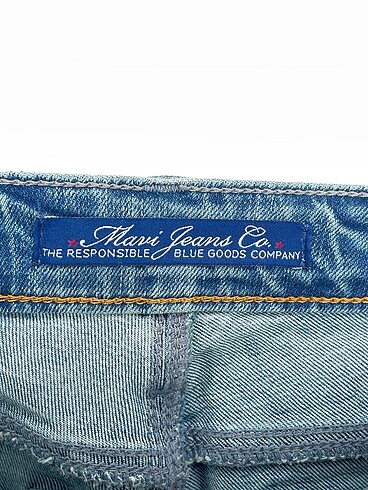 Mavi Jeans Co.
THE RESPONSIBLE BLUE GOODS COMPANY